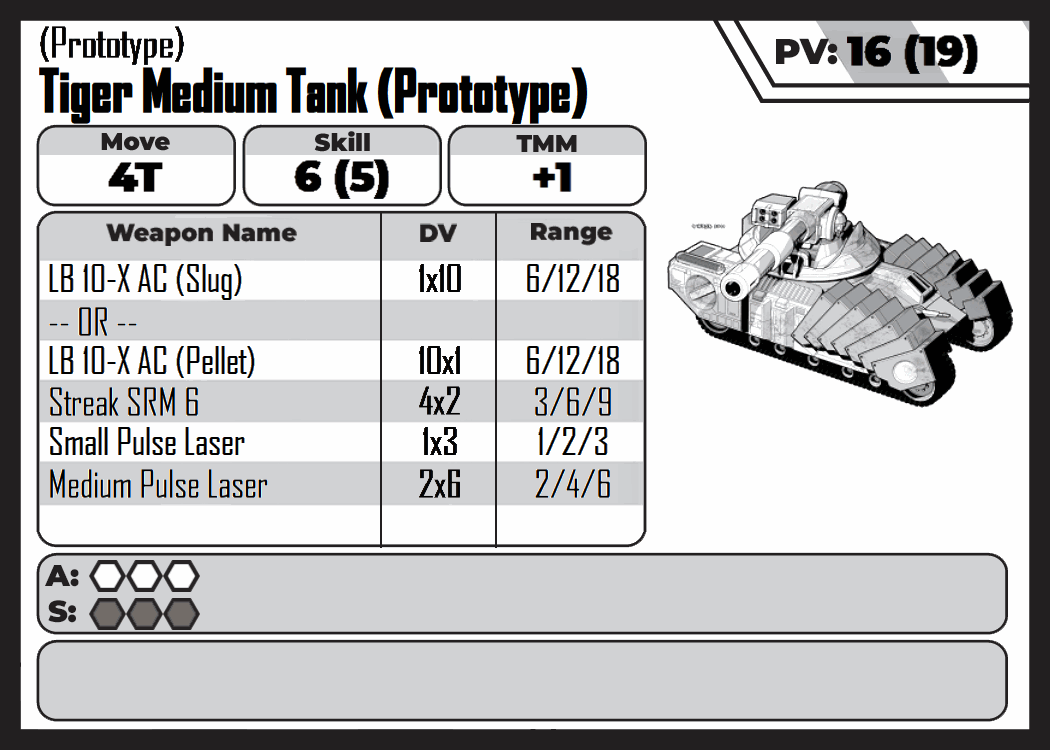 (Prototype)
Tiger Medium Tank (Prototype)
PV: 16 (19)
Move
4T
Skill
6 (5)
TMM
+1
Weapon Name DV Range
LB 10-X AC (Slug) 1x10 6/12/18
-- OR --
LB 10-X AC (Pellet) 10x1 6/12/18
Streak SRM 6 4x2 3/6/9
Small Pulse Laser 1x3 1/2/3
Medium Pulse Laser 2x6 2/4/6
A:
S: